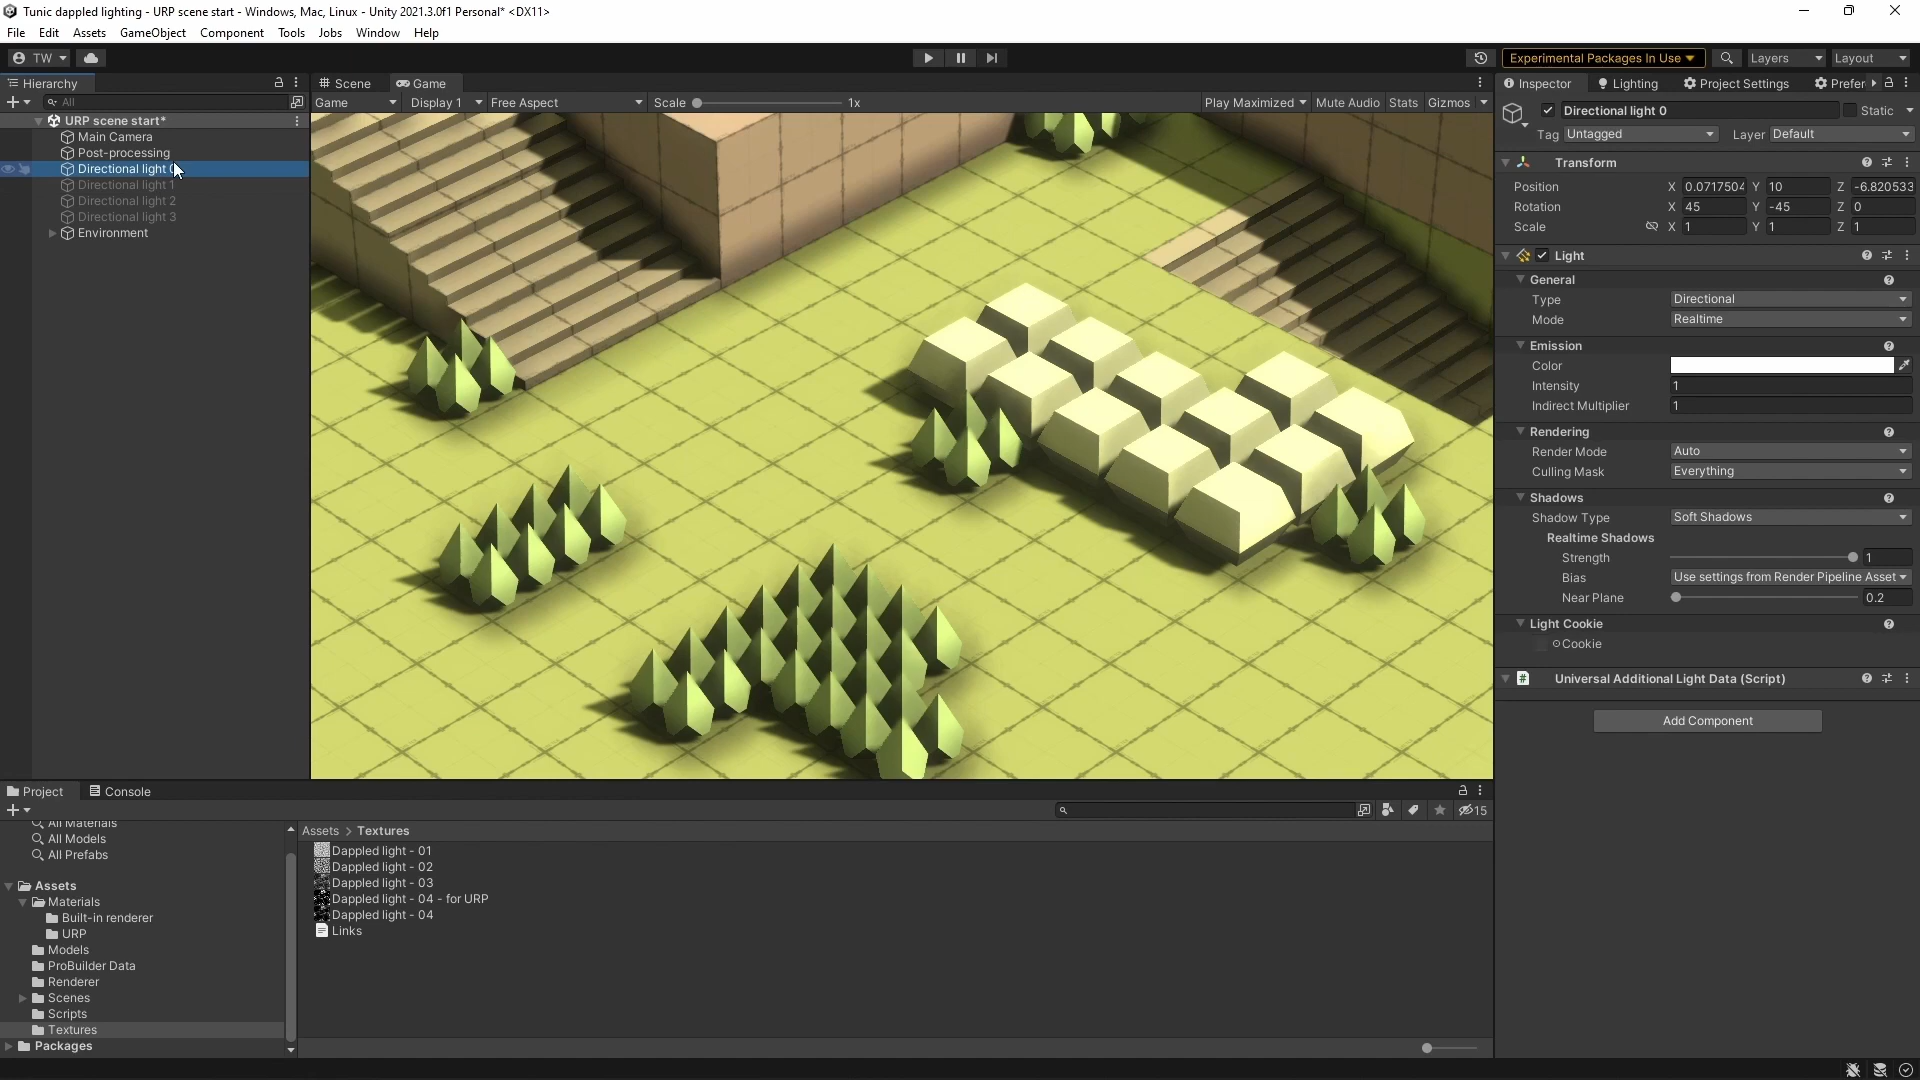 Tunic dappled lighting - URP scene start - Windows, Mac, Linux - Unity 2021.3.0f1 Personal* <DX11>
File Edit Assets GameObject Component Tools Jobs Window Help
TW Experimental Packages In Use Layers Layout
Hierarchy
All
URP scene start*
Main Camera
Post-processing
Directional light
Directional light 1
Directional light 2
Directional light 3
Environment
Scene Game
Game Display 1 Free Aspect Scale 1x Play Maximized Mute Audio Stats Gizmos
Inspector Lighting Project Settings Prefer
Directional light 0 Static
Tag Untagged Layer Default
Transform
Position X 0.0717504 Y 10 Z -6.820533
Rotation X 45 Y -45 Z 0
Scale X 1 Y 1 Z 1
Light
General
Type Directional
Mode Realtime
Emission
Color
Intensity 1
Indirect Multiplier 1
Rendering
Render Mode Auto
Culling Mask Everything
Shadows
Shadow Type Soft Shadows
Realtime Shadows
Strength 1
Bias Use settings from Render Pipeline Asset
Near Plane 0.2
Light Cookie
Cookie
Universal Additional Light Data (Script)
Add Component
Project Console
15
All Materials
All Models
All Prefabs
Assets
Materials
Built-in renderer
URP
Models
ProBuilder Data
Renderer
Scenes
Scripts
Textures
Packages
Assets > Textures
Dappled light - 01
Dappled light - 02
Dappled light - 03
Dappled light - 04 - for URP
Dappled light - 04
Links